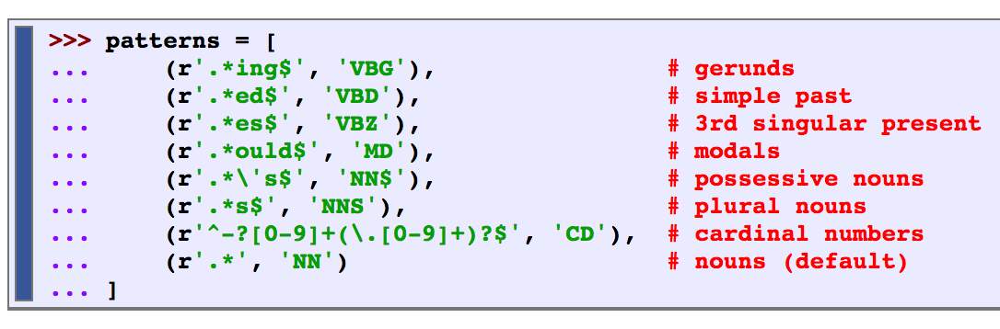 >>> patterns = [
...     (r'.*ing$', 'VBG'),                # gerunds
...     (r'.*ed$', 'VBD'),                 # simple past
...     (r'.*es$', 'VBZ'),                 # 3rd singular present
...     (r'.*ould$', 'MD'),                # modals
...     (r'.*\'s$', 'NN$'),                # possessive nouns
...     (r'.*s$', 'NNS'),                  # plural nouns
...     (r'^-?[0-9]+(\.[0-9]+)?$', 'CD'),  # cardinal numbers
...     (r'.*', 'NN')                      # nouns (default)
... ]